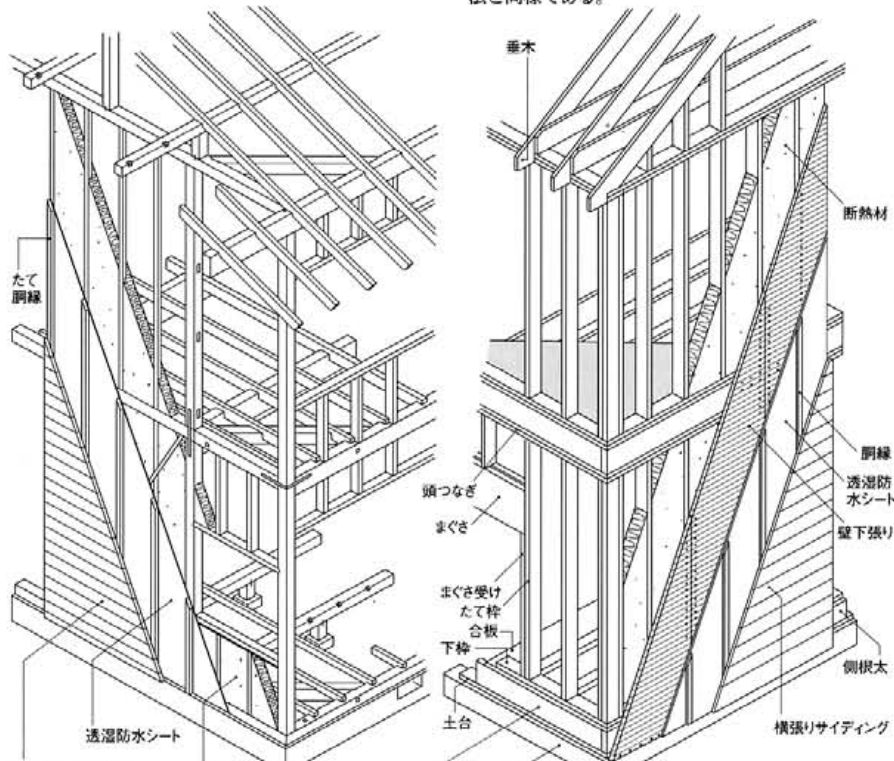 法と同様である。
垂木
断熱材
たて
胴縁
胴縁
透湿防
水シート
頭つなぎ
壁下張り
まぐさ
まぐさ受け
たて枠
合板
下枠
側根太
土台
横張りサイディング
透湿防水シート